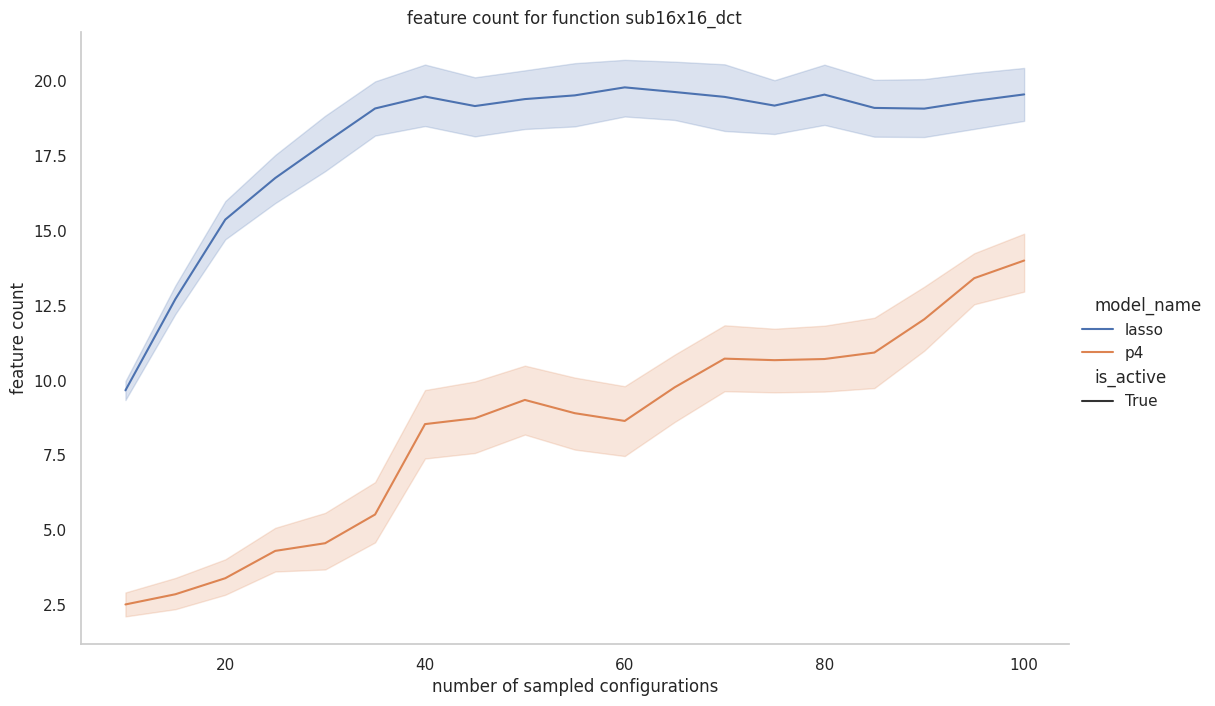 feature count for function sub16x16_dct
feature count
20.0
17.5
15.0
12.5
10.0
7.5
5.0
2.5
20
40
60
80
100
number of sampled configurations
model_name
lasso
p4
is_active
True